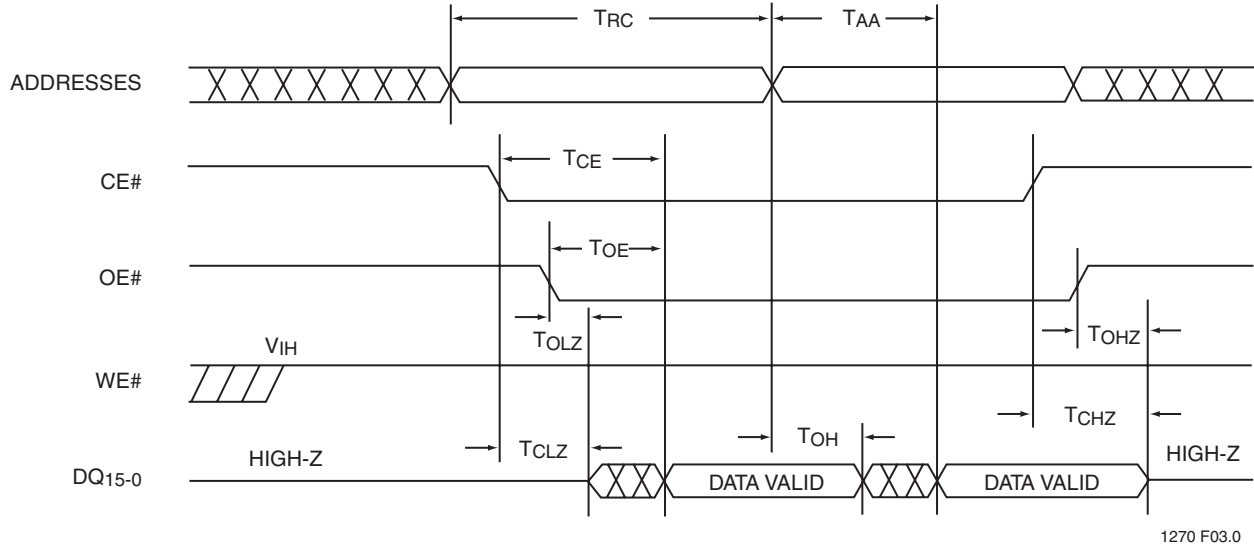 TRC
TAA
ADDRESSES
TCE
CE#
TOE
OE#
TOLZ
TOHZ
VIH
WE#
TCHZ
TCLZ
TOH
HIGH-Z
HIGH-Z
DQ15-0
DATA VALID
DATA VALID
1270 F03.0